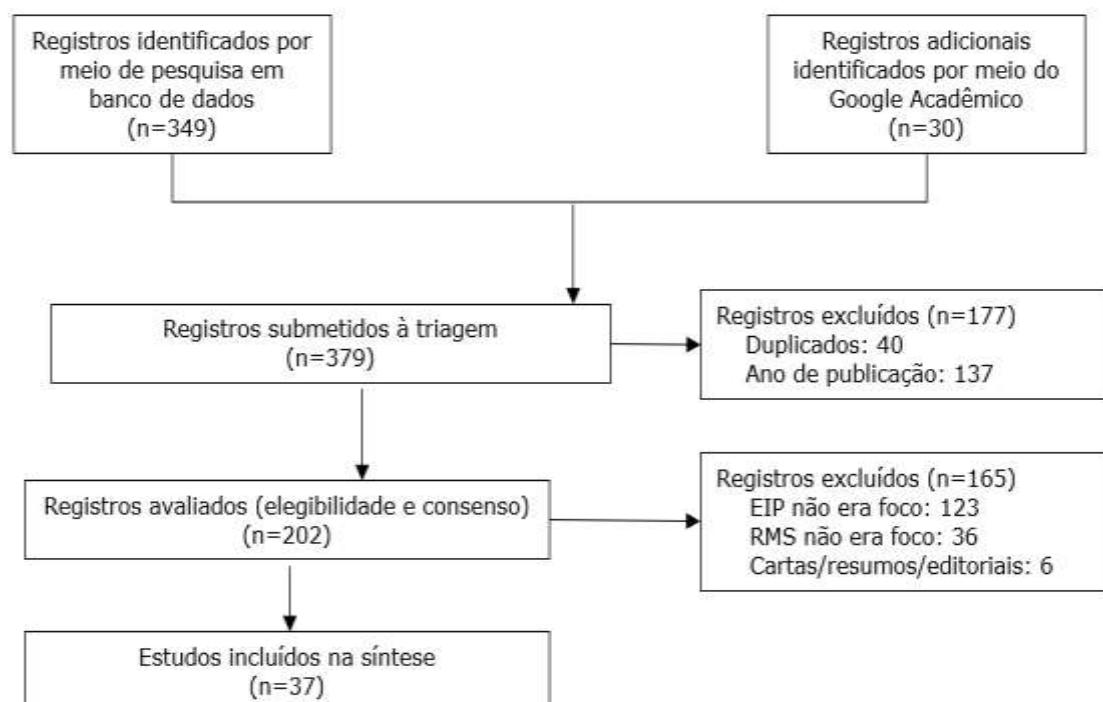 Registros identificados por
meio de pesquisa em
banco de dados
(n=349)
Registros adicionais
identificados por meio do
Google Acadêmico
(n=30)
Registros submetidos à triagem
(n=379)
Registros excluídos (n=177)
Duplicados: 40
Ano de publicação: 137
Registros avaliados (elegibilidade e consenso)
(n=202)
Registros excluídos (n=165)
EIP não era foco: 123
RMS não era foco: 36
Cartas/resumos/editoriais: 6
Estudos incluídos na síntese
(n=37)